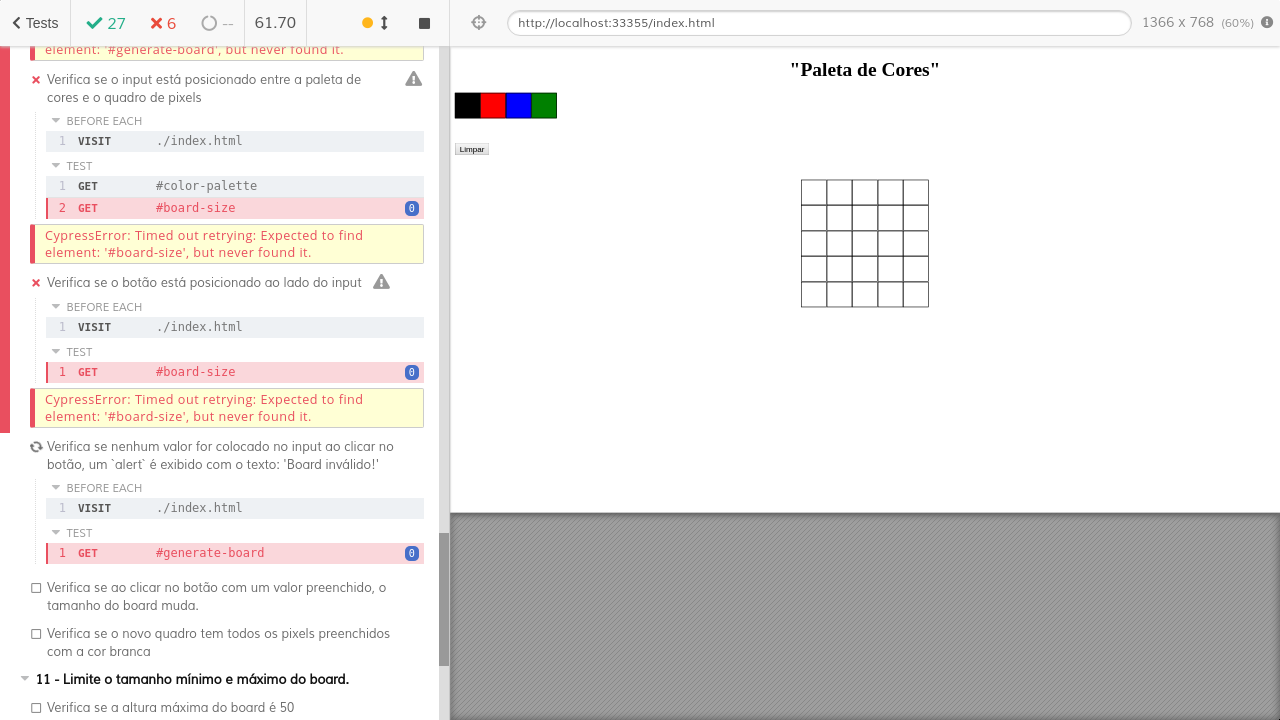 Tests
27
6
--
61.70
http://localhost:33355/index.html
1366 x 768 (60%)
element: '#generate-board', but never found it.
Verifica se o input está posicionado entre a paleta de
cores e o quadro de pixels
BEFORE EACH
1 VISIT ./index.html
TEST
1 GET #color-palette
2 GET #board-size 0
CypressError: Timed out retrying: Expected to find
element: '#board-size', but never found it.
Verifica se o botão está posicionado ao lado do input
BEFORE EACH
1 VISIT ./index.html
TEST
1 GET #board-size 0
CypressError: Timed out retrying: Expected to find
element: '#board-size', but never found it.
Verifica se nenhum valor for colocado no input ao clicar no
botão, um `alert` é exibido com o texto: 'Board inválido!'
BEFORE EACH
1 VISIT ./index.html
TEST
1 GET #generate-board 0
Verifica se ao clicar no botão com um valor preenchido, o
tamanho do board muda.
Verifica se o novo quadro tem todos os pixels preenchidos
com a cor branca
11 - Limite o tamanho mínimo e máximo do board.
Verifica se a altura máxima do board é 50
"Paleta de Cores"
Limpar